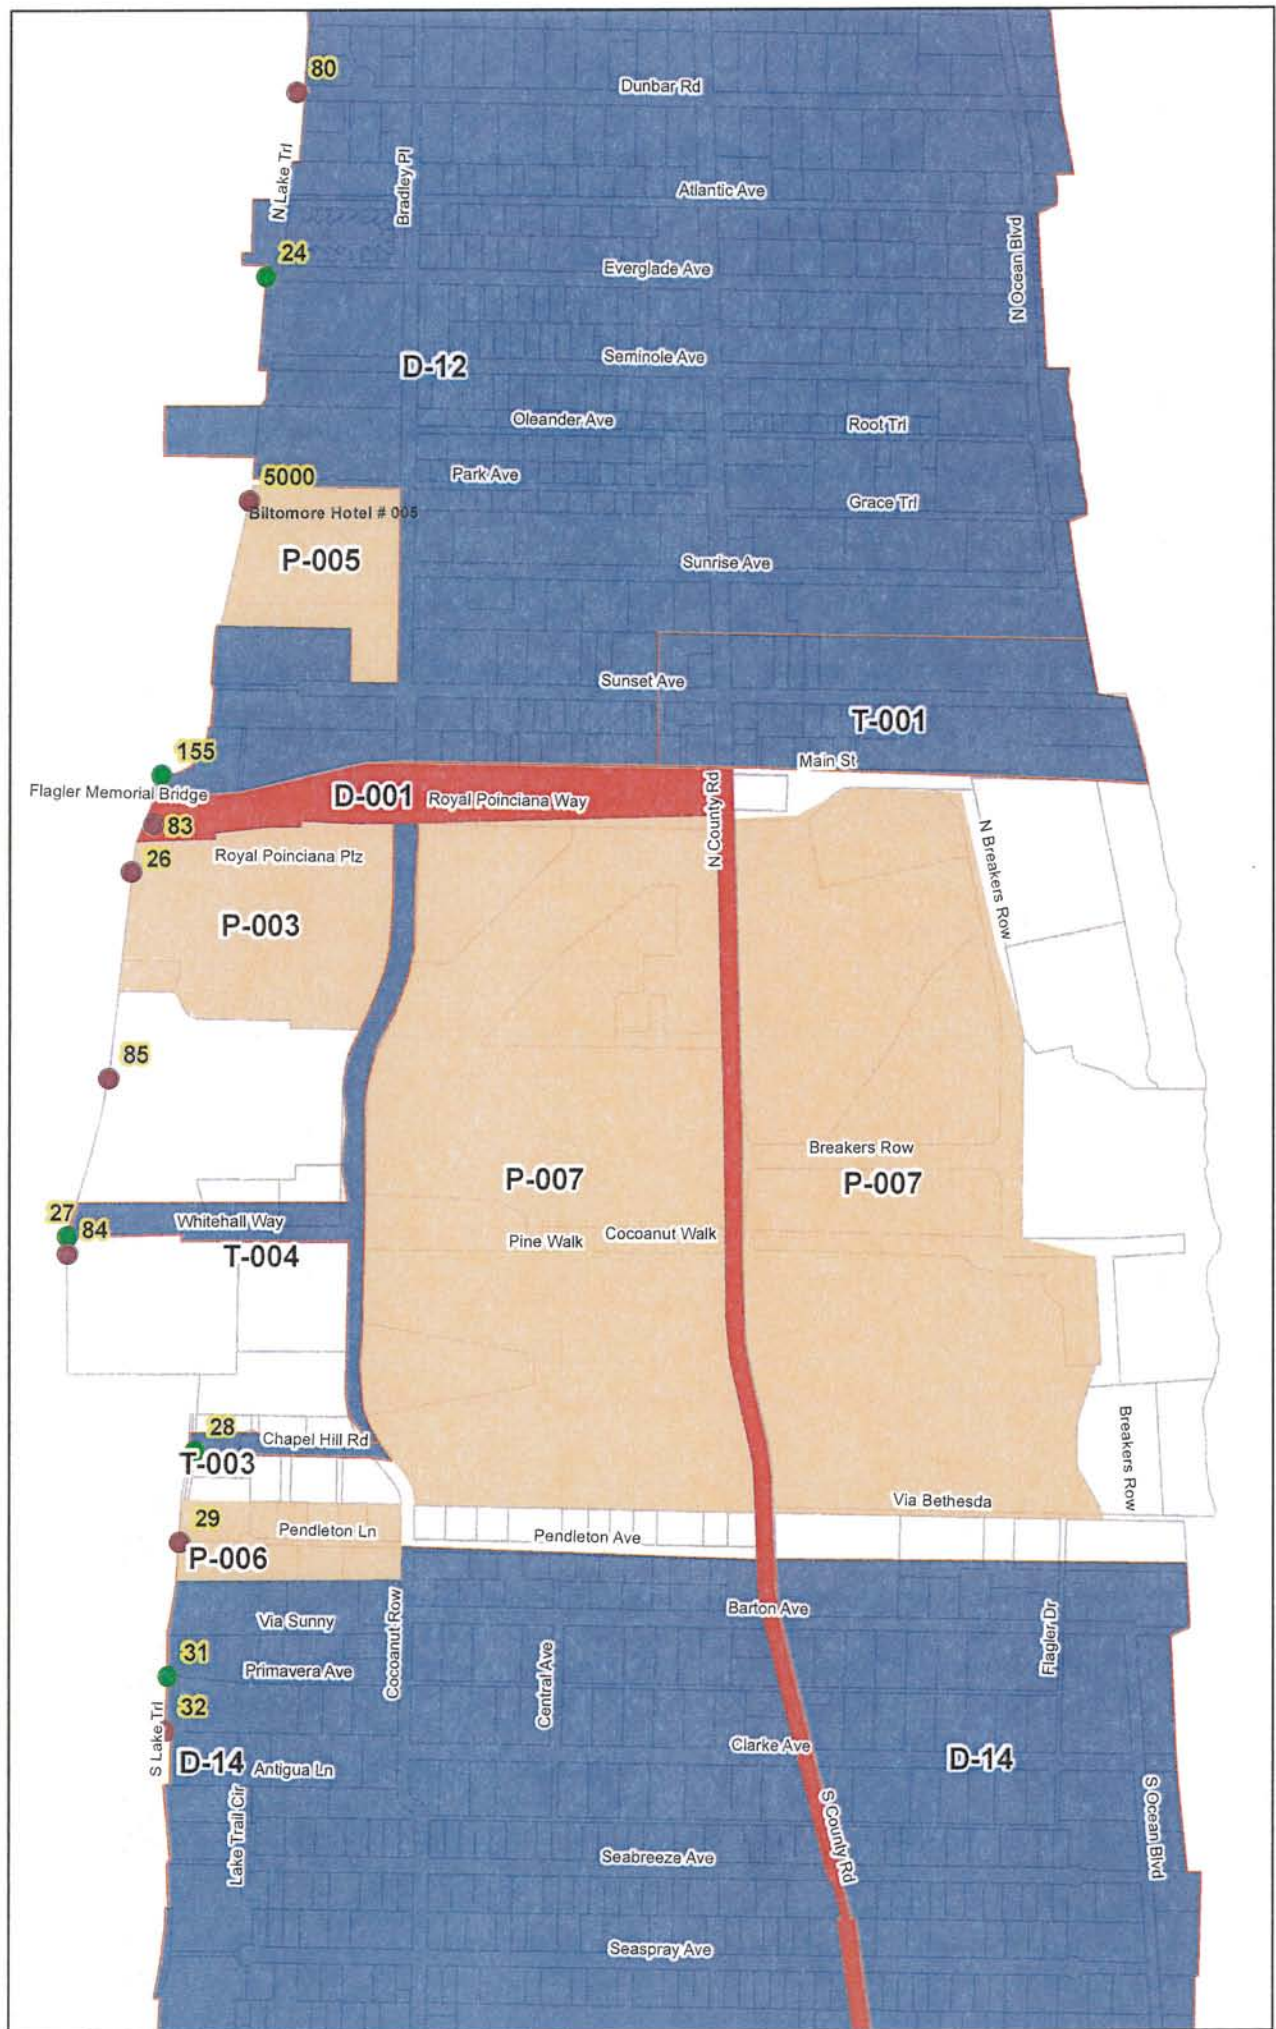 80
Dunbar Rd
N Lake Trl
Bradley Pl
Atlantic Ave
N Ocean Blvd
24
Everglade Ave
Seminole Ave
D-12
Oleander Ave
Root Trl
Park Ave
5000
Grace Trl
Biltomore Hotel # 005
P-005
Sunrise Ave
Sunset Ave
T-001
155
Main St
Flagler Memorial Bridge
D-001
Royal Poinciana Way
N County Rd
83
26
Royal Poinciana Plz
N Breakers Row
P-003
85
Breakers Row
P-007
P-007
27
84
Whitehall Way
Pine Walk
Cocoanut Walk
T-004
28
Chapel Hill Rd
T-003
Breakers Row
Via Bethesda
29
Pendleton Ln
Pendleton Ave
P-006
Cocoanut Row
Barton Ave
Flagler Dr
Via Sunny
31
Primavera Ave
Central Ave
32
S Lake Trl
D-14
Antigua Ln
Clarke Ave
D-14
S Ocean Blvd
Lake Trail Cir
S County Rd
Seabreeze Ave
Seaspray Ave